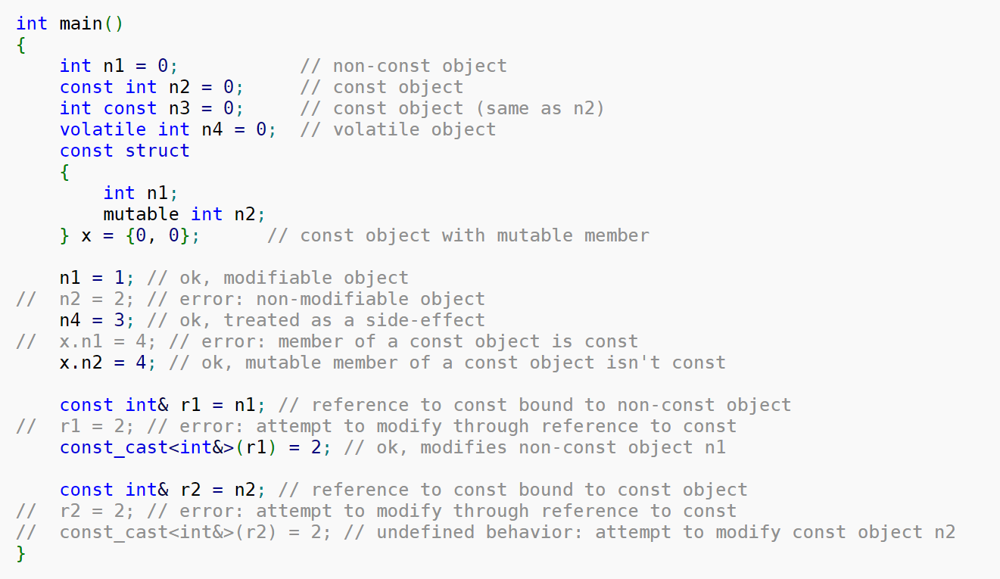 int main()
{
    int n1 = 0;           // non-const object
    const int n2 = 0;     // const object
    int const n3 = 0;     // const object (same as n2)
    volatile int n4 = 0;  // volatile object
    const struct
    {
        int n1;
        mutable int n2;
    } x = {0, 0};      // const object with mutable member

    n1 = 1; // ok, modifiable object
//  n2 = 2; // error: non-modifiable object
    n4 = 3; // ok, treated as a side-effect
//  x.n1 = 4; // error: member of a const object is const
    x.n2 = 4; // ok, mutable member of a const object isn't const

    const int& r1 = n1; // reference to const bound to non-const object
//  r1 = 2; // error: attempt to modify through reference to const
    const_cast<int&>(r1) = 2; // ok, modifies non-const object n1

    const int& r2 = n2; // reference to const bound to const object
//  r2 = 2; // error: attempt to modify through reference to const
//  const_cast<int&>(r2) = 2; // undefined behavior: attempt to modify const object n2
}